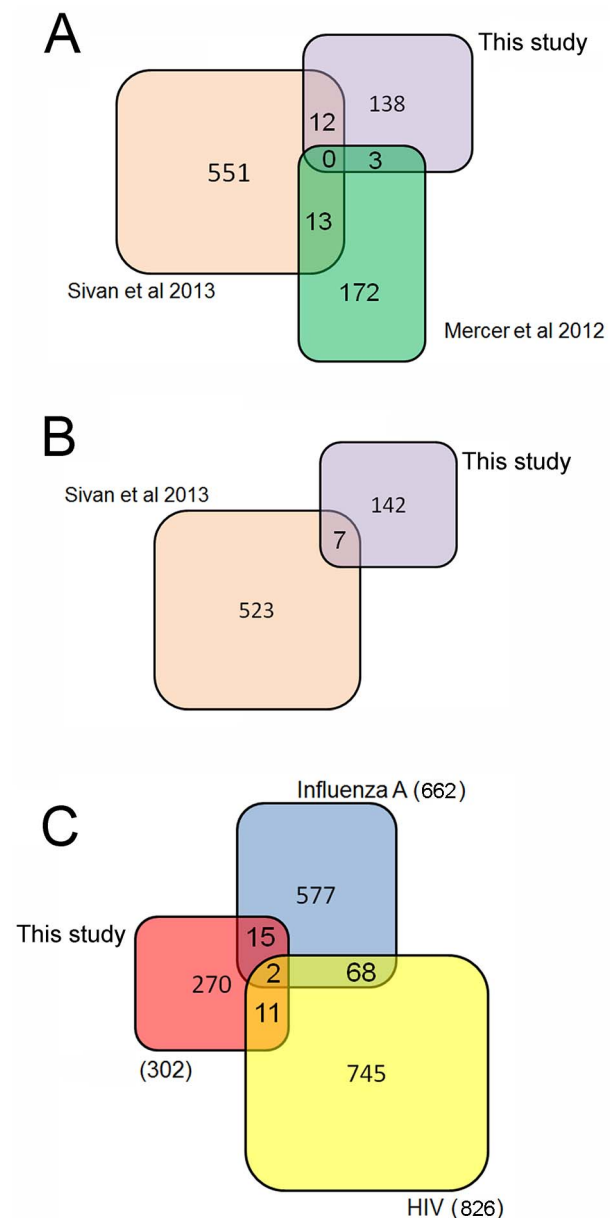 A
This study
138
12
0
3
551
13
Sivan et al 2013
172
Mercer et al 2012
B
This study
Sivan et al 2013
142
7
523
C
Influenza A (662)
577
This study
15
270
2
68
11
(302)
745
HIV (826)